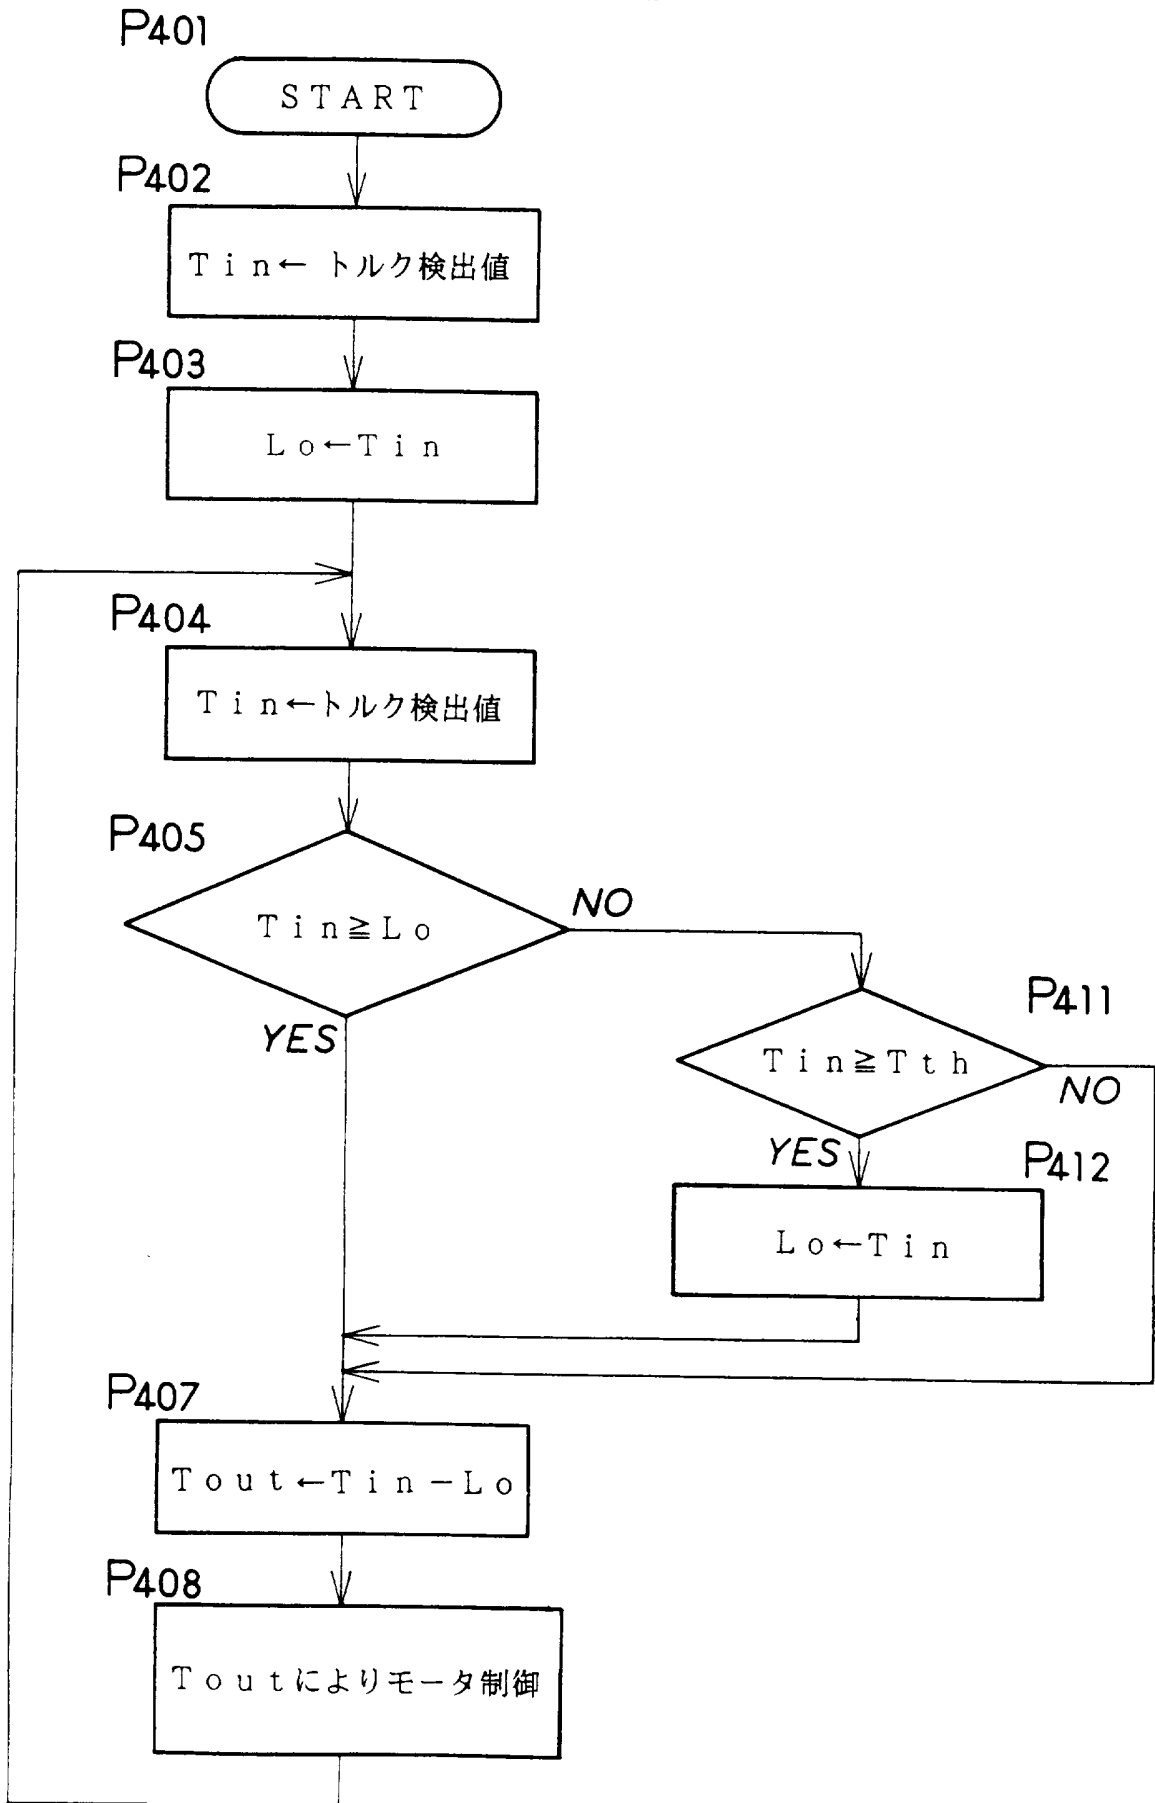 P401
START
P402
Tin← トルク検出値
P403
Lo←Tin
P404
Tin←トルク検出値
P405
Tin≧Lo
NO
YES
P411
Tin≧Tth
NO
YES
P412
Lo←Tin
P407
Tout←Tin－Lo
P408
Toutによりモータ制御